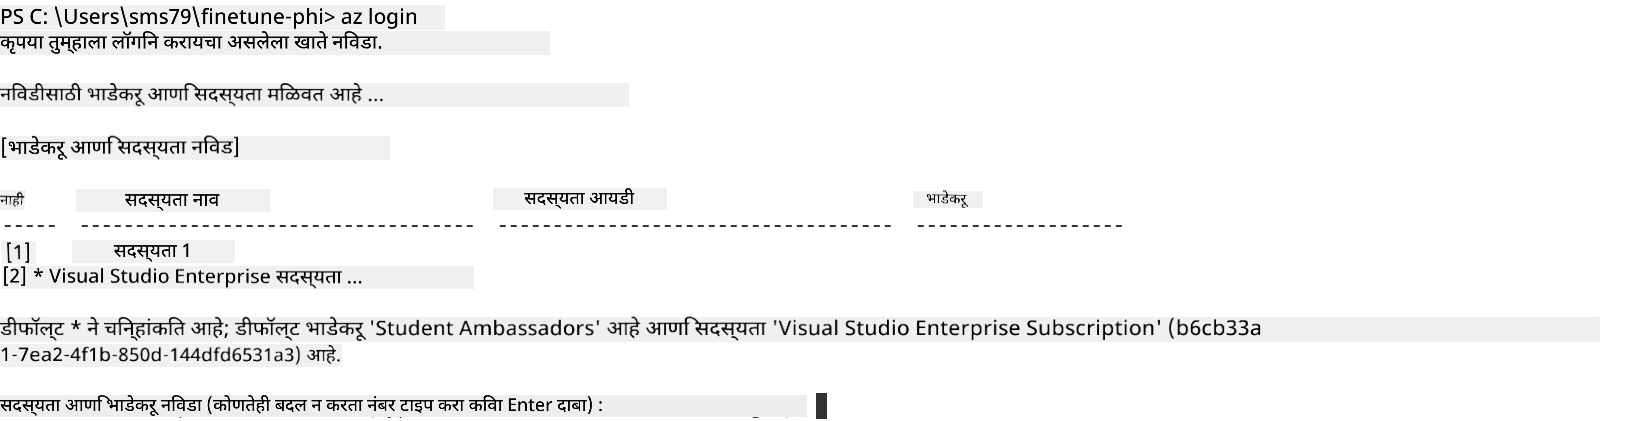 PS C: \Users\sms79\finetune-phi> az login
कृपया तुम्हाला लॉगिन करायचा असलेला खाते निवडा.
निवडीसाठी भाडेकरू आणि सदस्यता मिळवत आहे ...
[भाडेकरू आणि सदस्यता निवड]
नाही सदस्यता नाव सदस्यता आयडी भाडेकरू
----- ---------------------------------- ---------------------------------- -------------------
[1] सदस्यता 1
[2] * Visual Studio Enterprise सदस्यता ...
डीफॉल्ट * ने चिन्हांकित आहे; डीफॉल्ट भाडेकरू 'Student Ambassadors' आहे आणि सदस्यता 'Visual Studio Enterprise Subscription' (b6cb33a
1-7ea2-4f1b-850d-144dfd6531a3) आहे.
सदस्यता आणि भाडेकरू निवडा (कोणतेही बदल न करता नंबर टाइप करा किंवा Enter दाबा) :